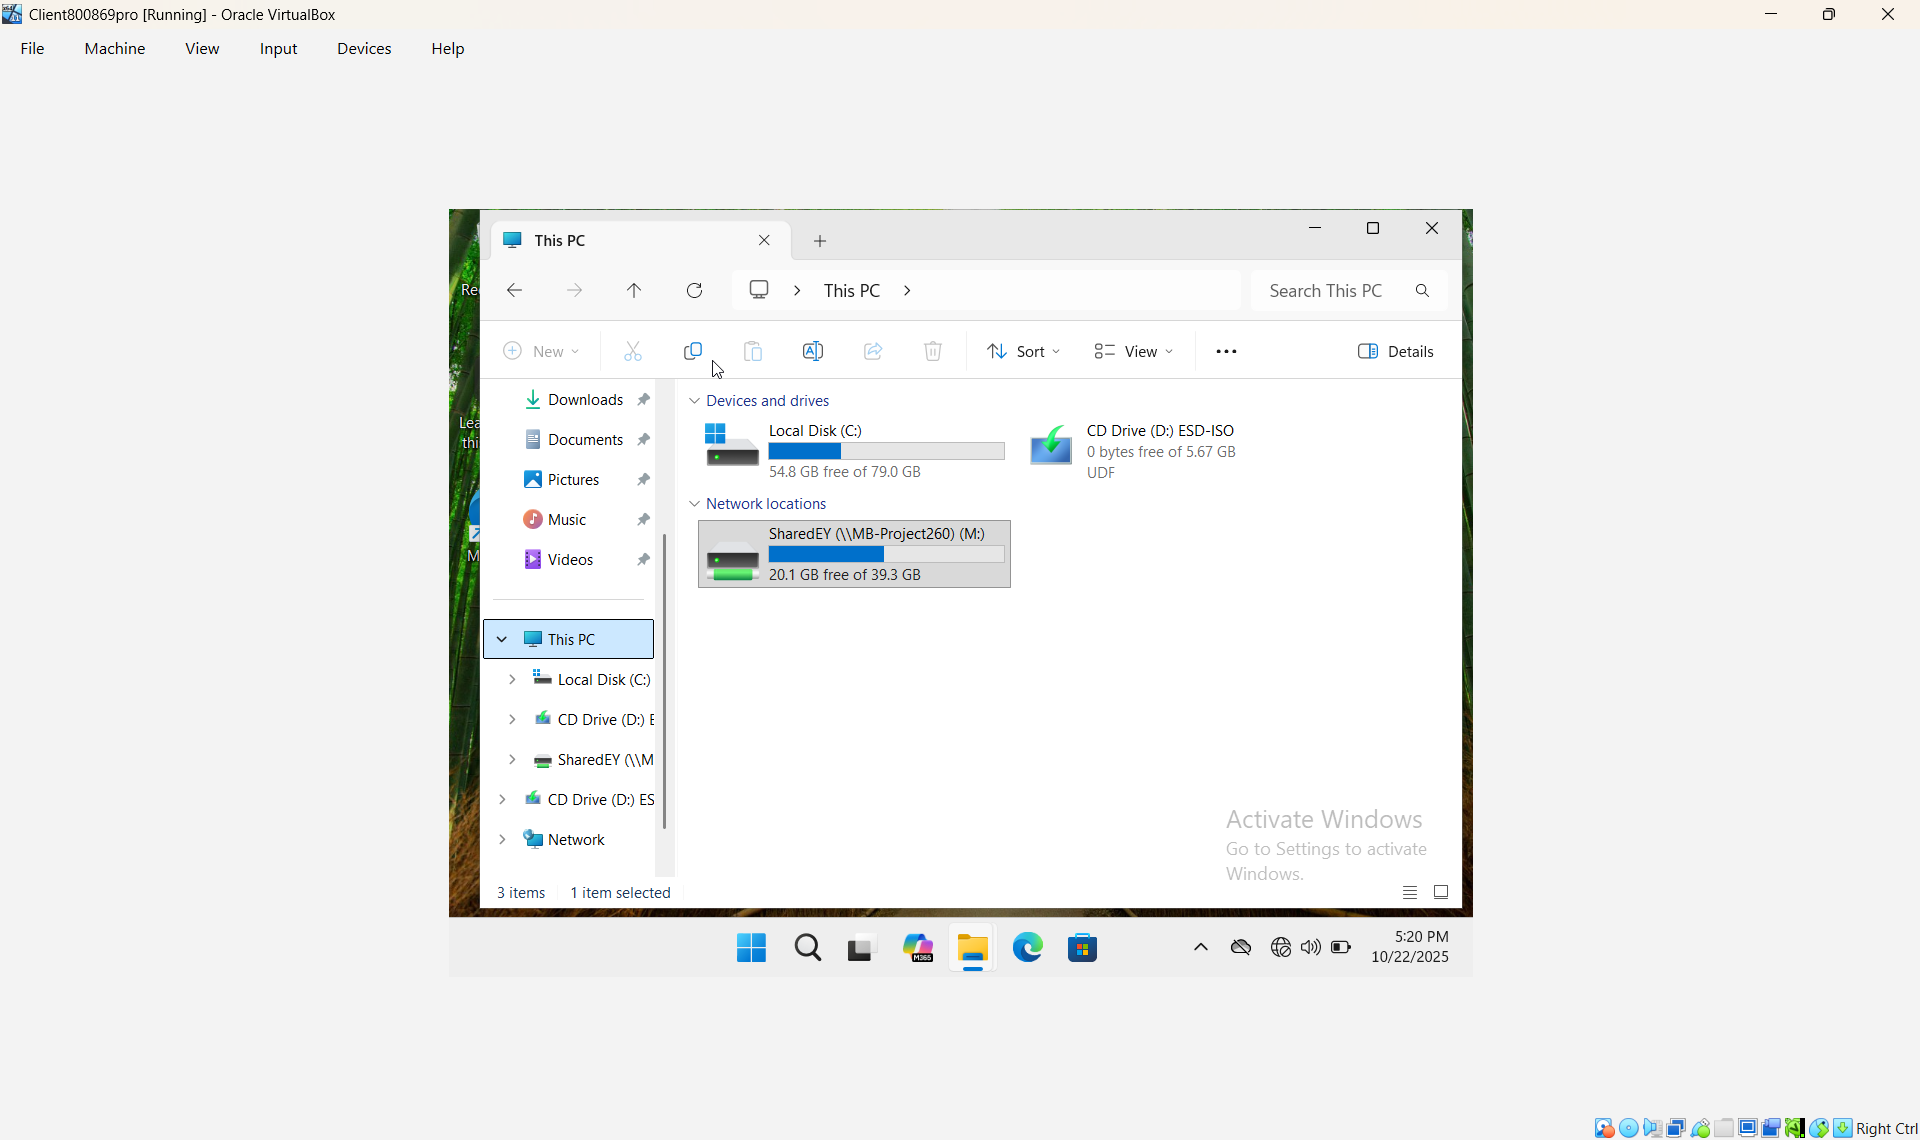 Client800869pro [Running] - Oracle VirtualBox
File Machine View Input Devices Help
This PC
This PC
Search This PC
New
Sort
View
Details
Downloads
Documents
Pictures
Music
Videos
This PC
Local Disk (C:)
CD Drive (D:) E
SharedEY (\\M
CD Drive (D:) ES
Network
Devices and drives
Local Disk (C:)
54.8 GB free of 79.0 GB
CD Drive (D:) ESD-ISO
0 bytes free of 5.67 GB
UDF
Network locations
SharedEY (\\MB-Project260) (M:)
20.1 GB free of 39.3 GB
Re
Lea
thi
M
Activate Windows
Go to Settings to activate
Windows.
3 items 1 item selected
M365
5:20 PM
10/22/2025
Right Ctrl